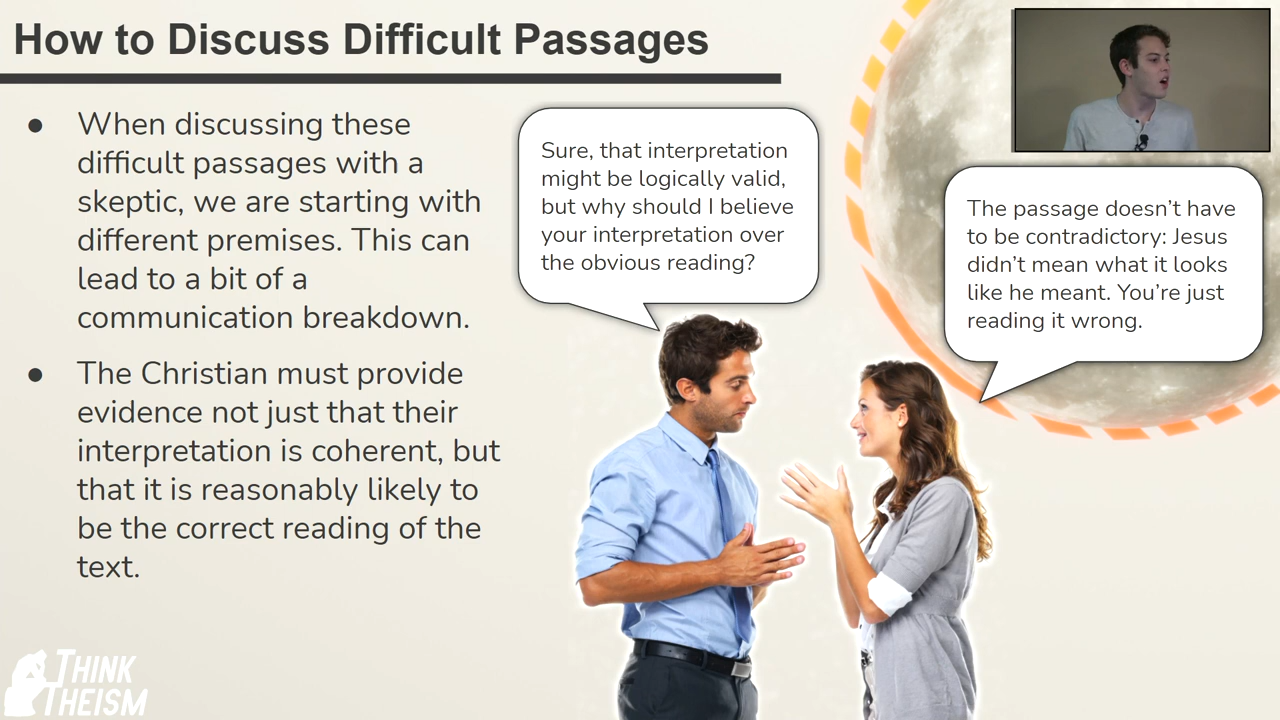 How to Discuss Difficult Passages
● When discussing these
difficult passages with a
skeptic, we are starting with
different premises. This can
lead to a bit of a
communication breakdown.
● The Christian must provide
evidence not just that their
interpretation is coherent, but
that it is reasonably likely to
be the correct reading of the
text.
Sure, that interpretation
might be logically valid,
but why should I believe
your interpretation over
the obvious reading?
The passage doesn’t have
to be contradictory: Jesus
didn’t mean what it looks
like he meant. You’re just
reading it wrong.
THINK
THEISM